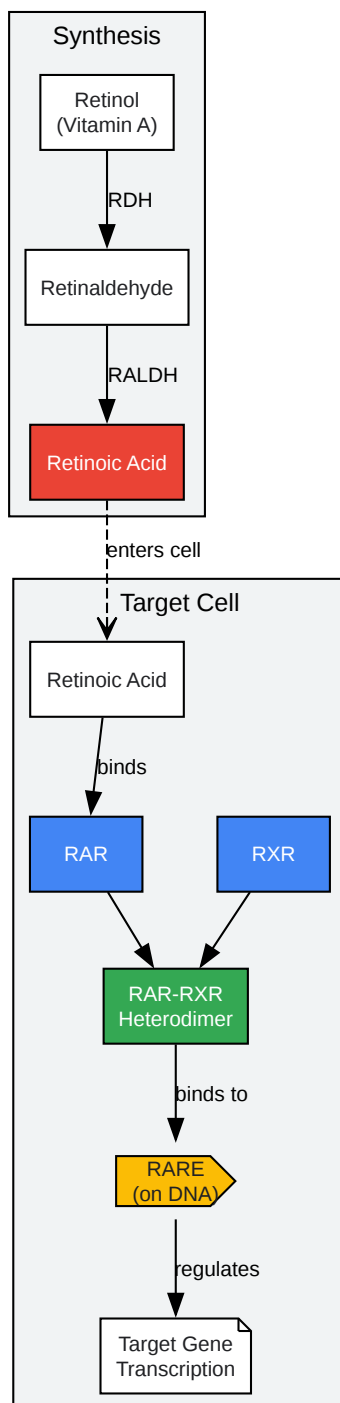 Synthesis
Retinol
(Vitamin A)
RDH
Retinaldehyde
RALDH
Retinoic Acid
enters cell
Target Cell
Retinoic Acid
binds
RAR
RXR
RAR-RXR
Heterodimer
binds to
RARE
(on DNA)
regulates
Target Gene
Transcription